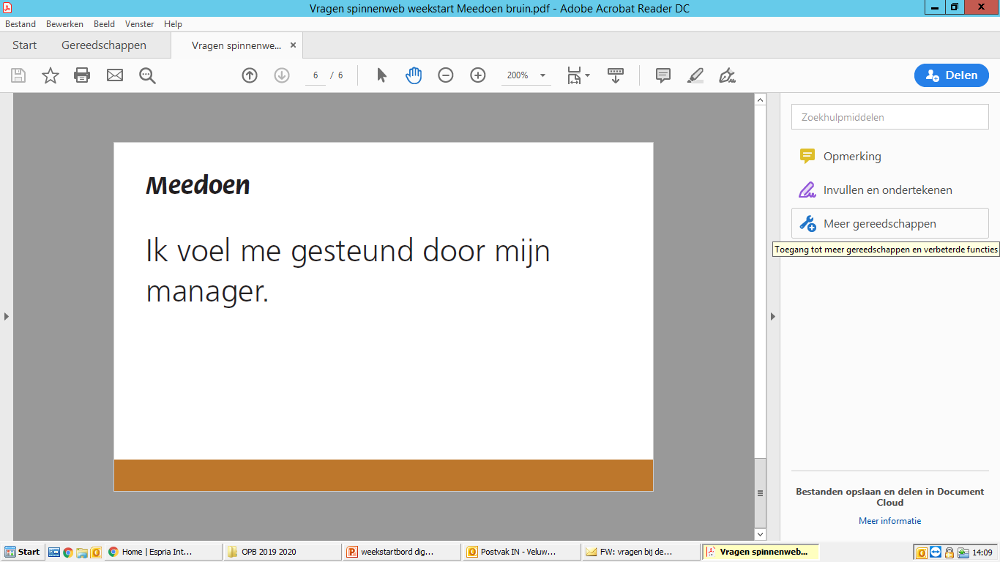 Vragen spinnenweb weekstart Meedoen bruin.pdf - Adobe Acrobat Reader DC
Bestand Bewerken Beeld Venster Help
Start Gereedschappen Vragen spinnenwe... ×
6 / 6 200% Delen
Zoekhulpmiddelen
Opmerking
Invullen en ondertekenen
Meer gereedschappen
Toegang tot meer gereedschappen en verbeterde functies
Meedoen
Ik voel me gesteund door mijn
manager.
Bestanden opslaan en delen in Document
Cloud
Meer informatie
Start Home | Espria Int... OPB 2019 2020 weekstartbord dig... Postvak IN - Veluw... FW: vragen bij de... Vragen spinnenweb... 14:09